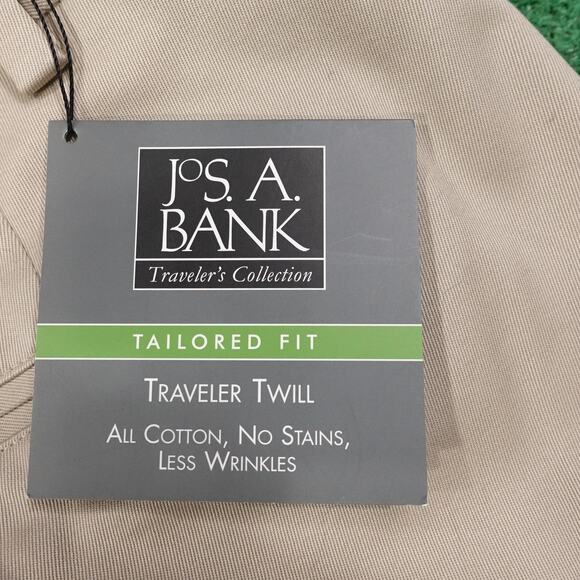 JOS. A.
BANK
Traveler's Collection
TAILORED FIT
TRAVELER TWILL
ALL COTTON, NO STAINS,
LESS WRINKLES